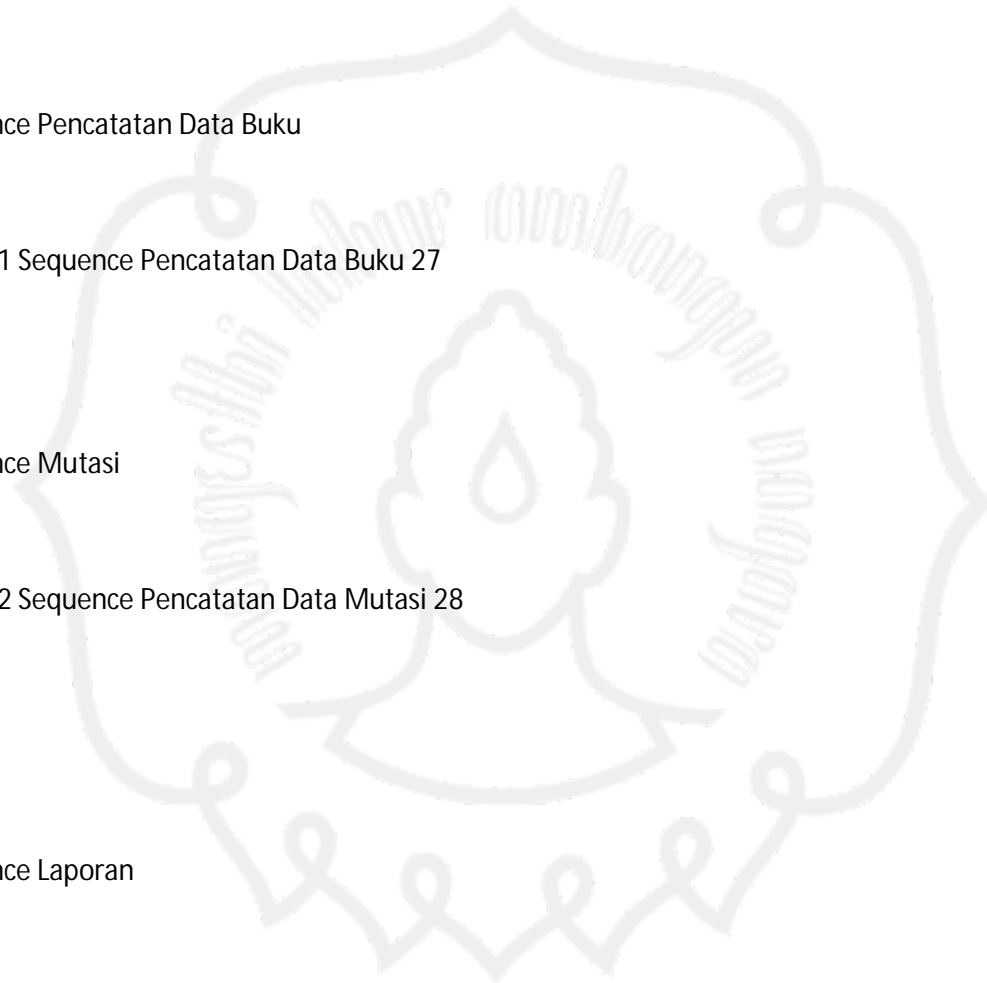 nce Pencatatan Data Buku
1 Sequence Pencatatan Data Buku 27
nce Mutasi
2 Sequence Pencatatan Data Mutasi 28
nce Laporan